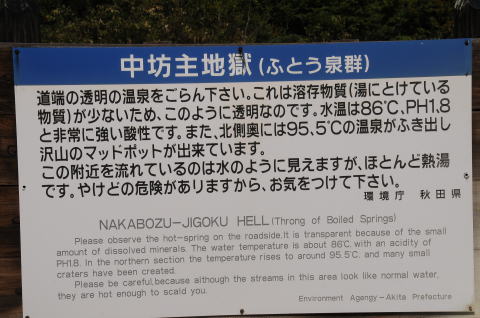 中坊主地獄(ふとう泉群)
道端の透明の温泉をごらん下さい。これは溶存物質(湯にとけている
物質)が少ないため、このように透明なのです。水温は86℃、PH1.8
と非常に強い酸性です。また、北側奥には95.5℃の温泉がふき出し
沢山のマッドポットが出来ています。
この附近を流れているのは水のように見えますが、ほとんど熱湯
です。やけどの危険がありますから、お気をつけて下さい。
環境庁 秋田県
NAKABOZU-JIGOKU HELL (Throng of Boiled Springs)
Please observe the hot-spring on the roadside.It is transparent because of the small
amount of dissolved minerals. The water temperature is about 86℃, with an acidity of
PH1.8. In the northern section the temperature rises to around 95.5℃, and many small
craters have been created.
Please be careful,because although the streams in this area look like normal water,
they are hot enough to scald you.
Environment Agengy-Akita Prefecture